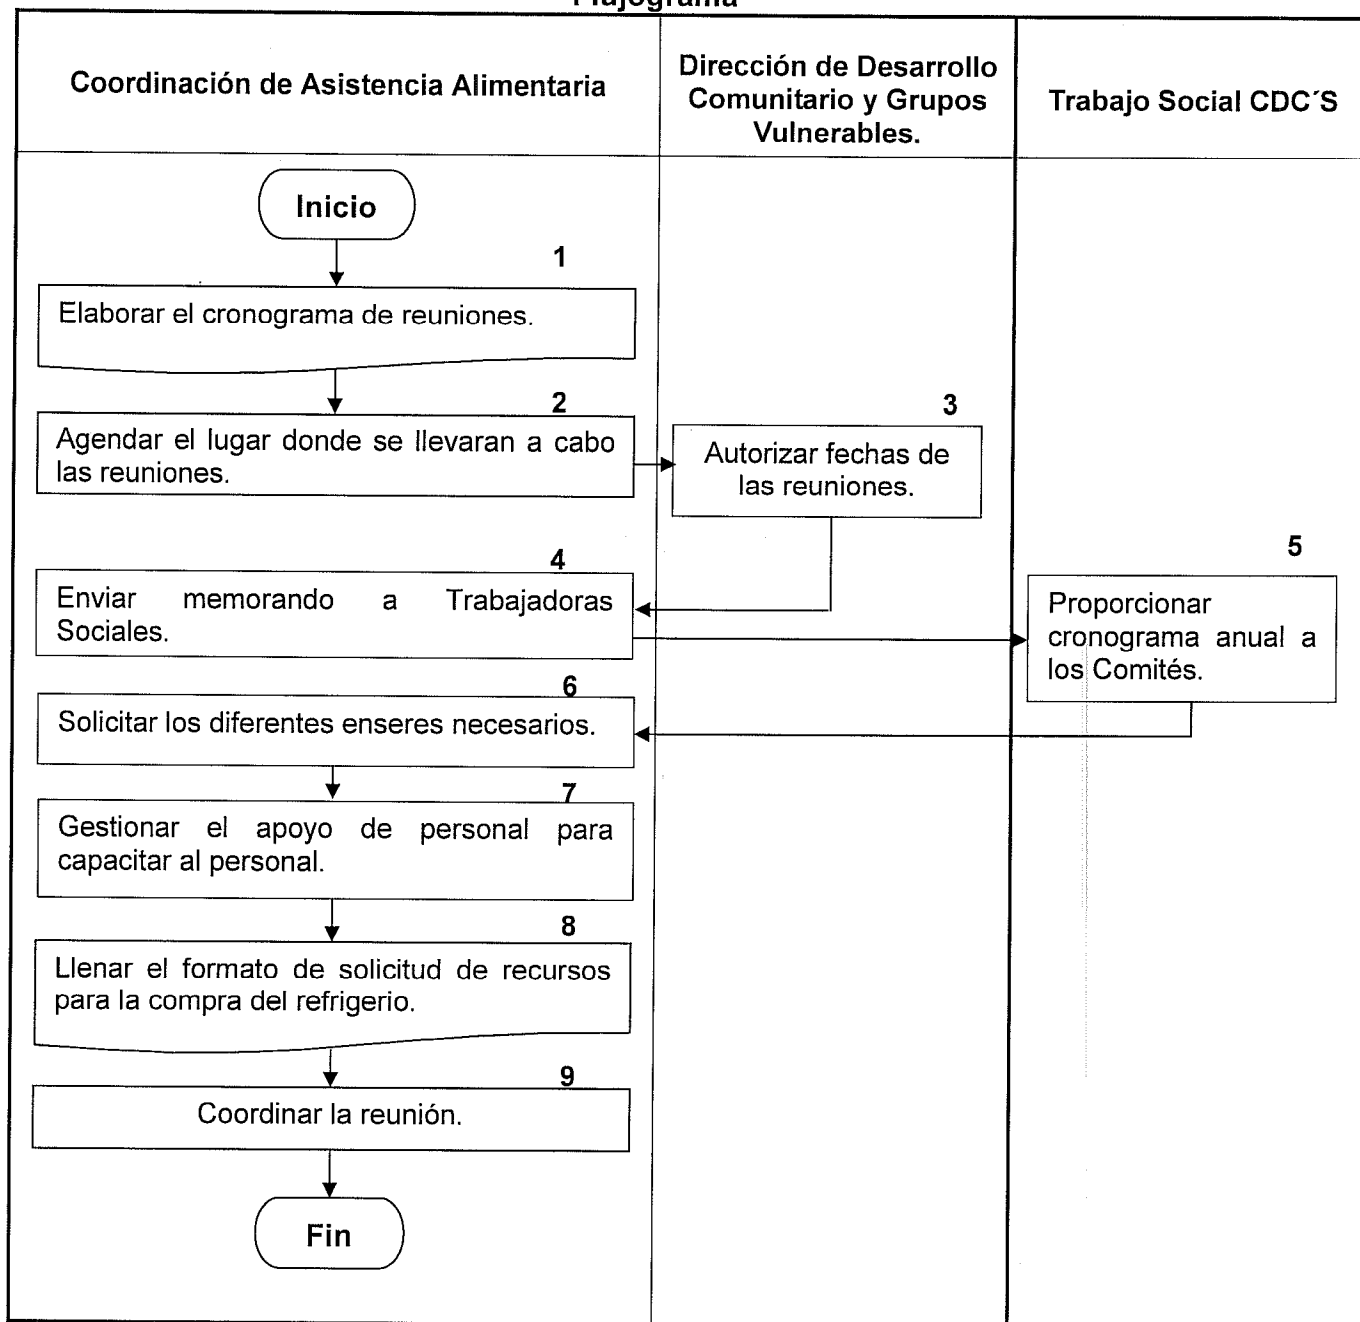 Flujograma
Coordinación de Asistencia Alimentaria
Dirección de Desarrollo
Comunitario y Grupos
Vulnerables.
Trabajo Social CDC´S
Inicio
1
Elaborar el cronograma de reuniones.
2
Agendar el lugar donde se llevaran a cabo
las reuniones.
3
Autorizar fechas de
las reuniones.
4
Enviar memorando a Trabajadoras
Sociales.
5
Proporcionar
cronograma anual a
los Comités.
6
Solicitar los diferentes enseres necesarios.
7
Gestionar el apoyo de personal para
capacitar al personal.
8
Llenar el formato de solicitud de recursos
para la compra del refrigerio.
9
Coordinar la reunión.
Fin